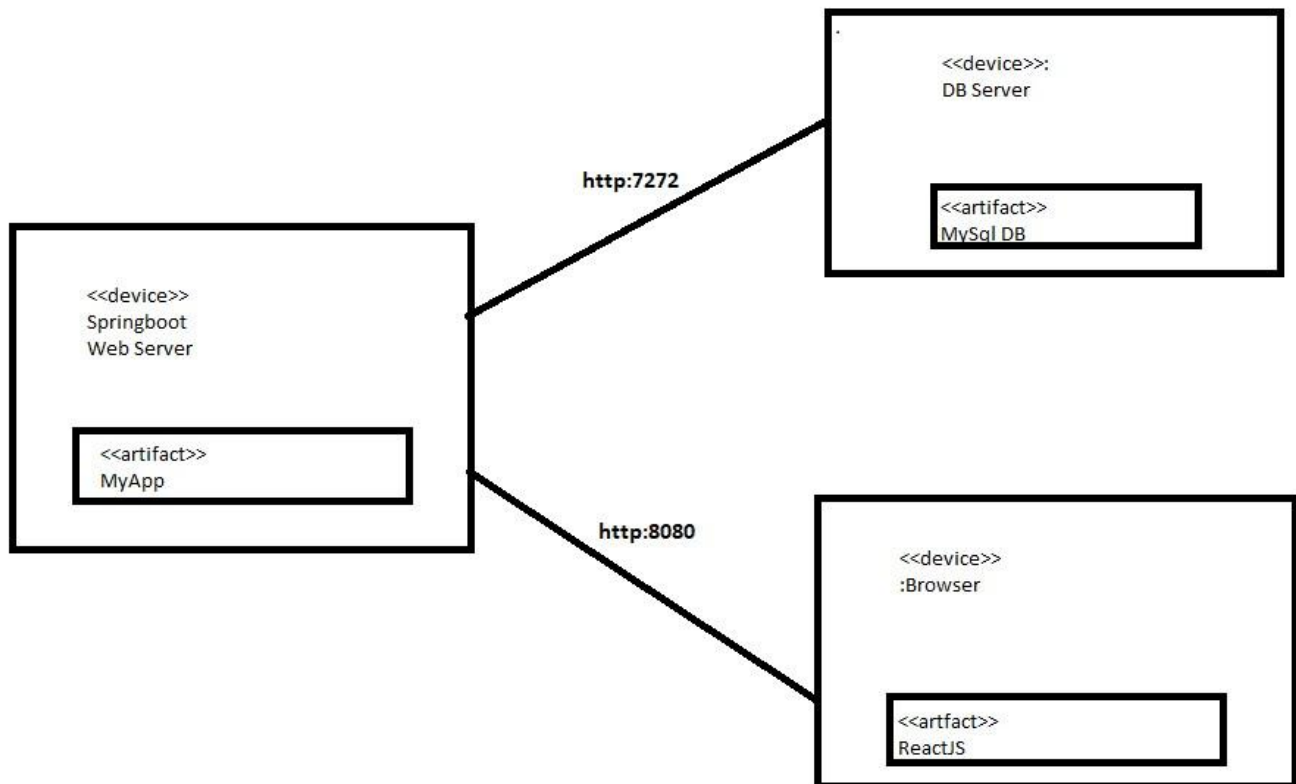 <<device>>:
DB Server
<<artifact>>
MySql DB
http:7272
<<device>>
Springboot
Web Server
<<artifact>>
MyApp
http:8080
<<device>>
:Browser
<<artfact>>
ReactJS